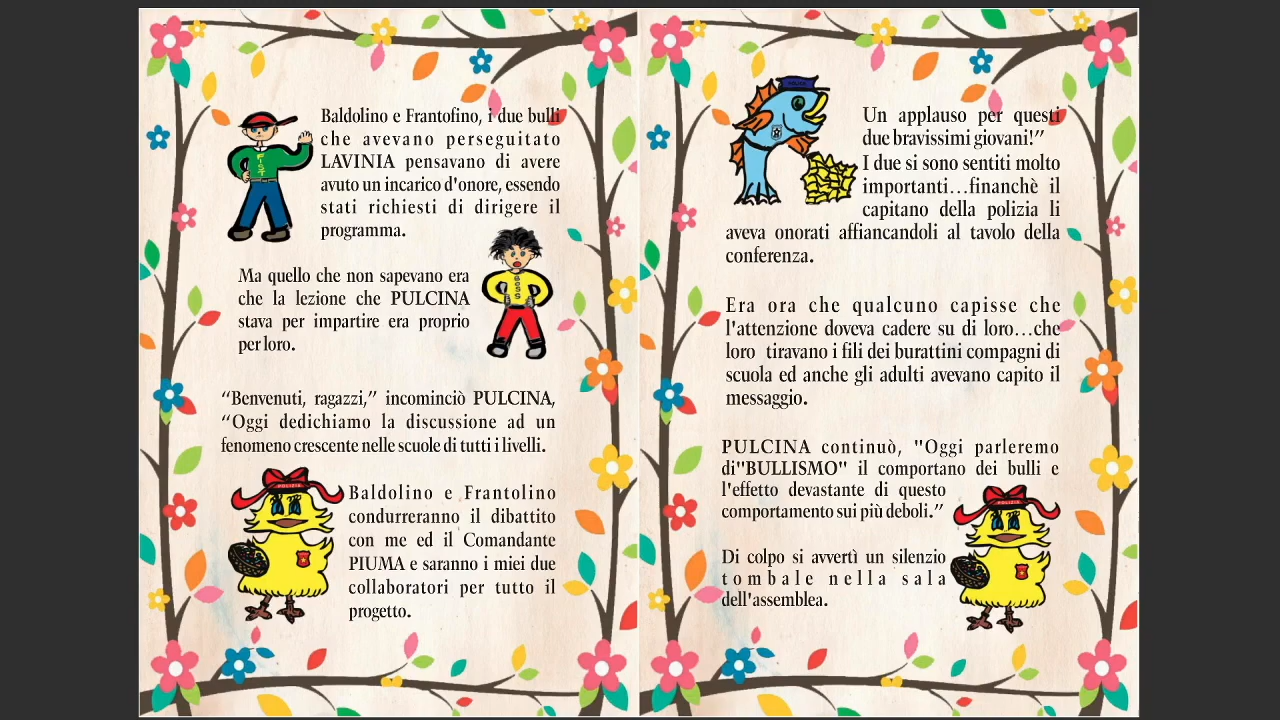 Baldolino e Frantofino, i due bulli
che avevano perseguitato
LAVINIA pensavano di avere
avuto un incarico d'onore, essendo
stati richiesti di dirigere il
programma.
FIST
Ma quello che non sapevano era
che la lezione che PULCINA
stava per impartire era proprio
per loro.
BOSS
“Benvenuti, ragazzi,” incominciò PULCINA,
“Oggi dedichiamo la discussione ad un
fenomeno crescente nelle scuole di tutti i livelli.
POLIZIA
Baldolino e Frantolino
condurreranno il dibattito
con me ed il Comandante
PIUMA e saranno i miei due
collaboratori per tutto il
progetto.
Un applauso per questi
due bravissimi giovani!”
I due si sono sentiti molto
importanti…financhè il
capitano della polizia li
aveva onorati affiancandoli al tavolo della
conferenza.
Era ora che qualcuno capisse che
l'attenzione doveva cadere su di loro…che
loro tiravano i fili dei burattini compagni di
scuola ed anche gli adulti avevano capito il
messaggio.
PULCINA continuò, "Oggi parleremo
di"BULLISMO" il comportano dei bulli e
l'effetto devastante di questo
comportamento sui più deboli.”
POLIZIA
Di colpo si avvertì un silenzio
tombale nella sala
dell'assemblea.